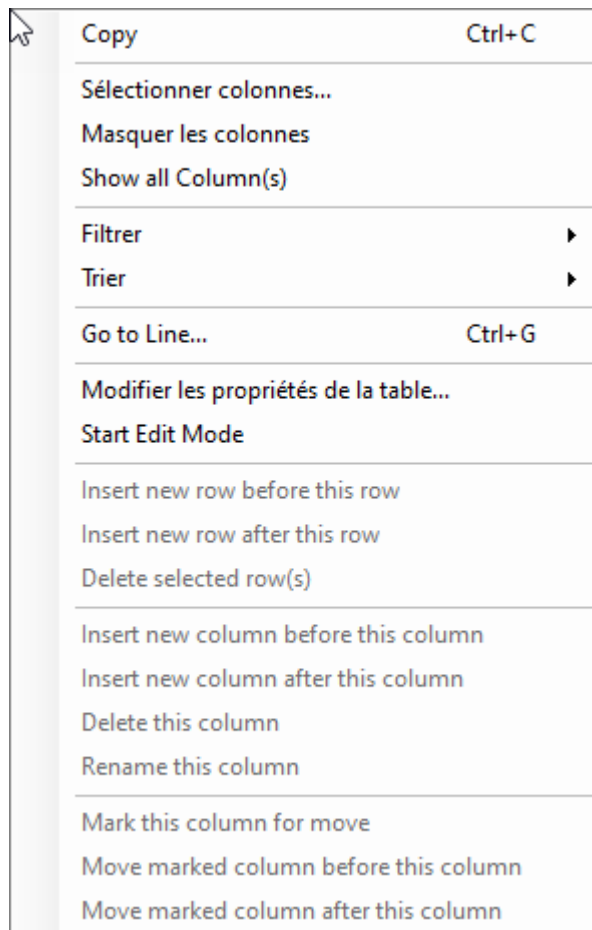 Copy Ctrl+C
Sélectionner colonnes...
Masquer les colonnes
Show all Column(s)
Filtrer
Trier
Go to Line... Ctrl+G
Modifier les propriétés de la table...
Start Edit Mode
Insert new row before this row
Insert new row after this row
Delete selected row(s)
Insert new column before this column
Insert new column after this column
Delete this column
Rename this column
Mark this column for move
Move marked column before this column
Move marked column after this column